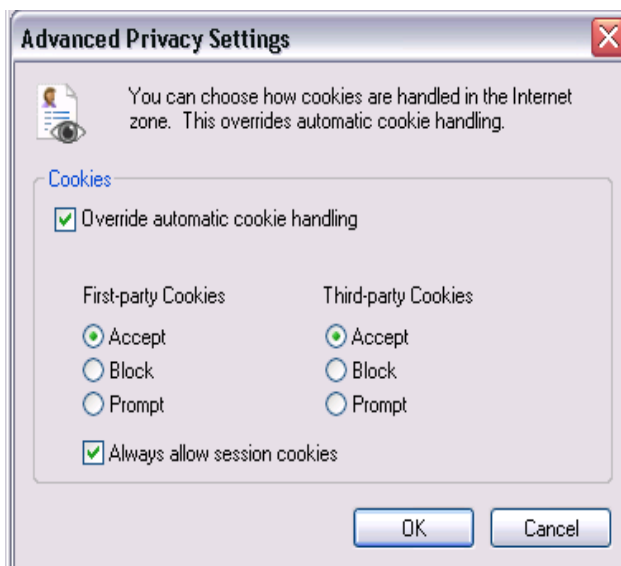 Advanced Privacy Settings
You can choose how cookies are handled in the Internet
zone. This overrides automatic cookie handling.
Cookies
Override automatic cookie handling
First-party Cookies Third-party Cookies
Accept Accept
Block Block
Prompt Prompt
Always allow session cookies
OK Cancel